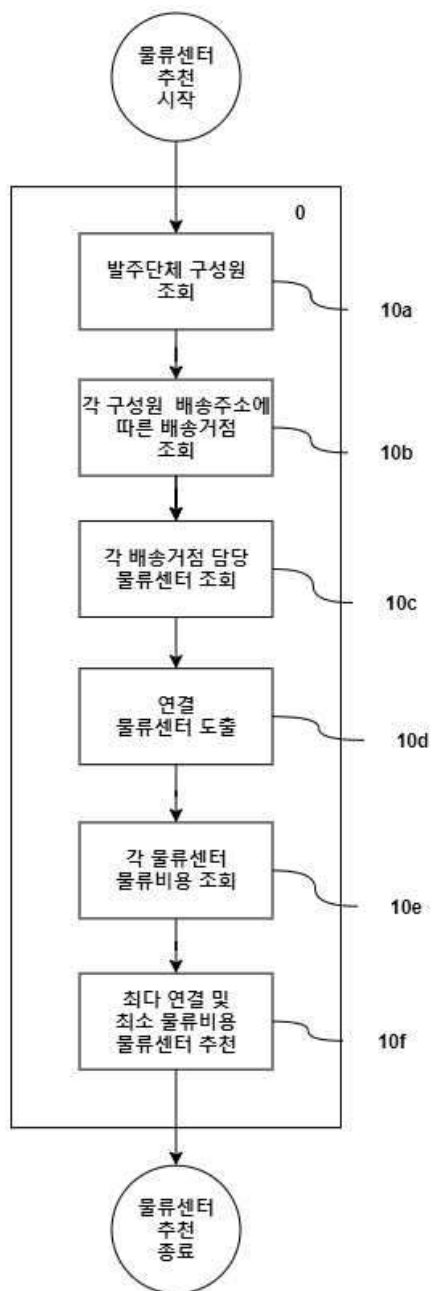 물류센터
추천
시작
0
발주단체 구성원
조회
10a
각 구성원 배송주소에
따른 배송거점
조회
10b
각 배송거점 담당
물류센터 조회
10c
연결
물류센터 도출
10d
각 물류센터
물류비용 조회
10e
최다 연결 및
최소 물류비용
물류센터 추천
10f
물류센터
추천
종료